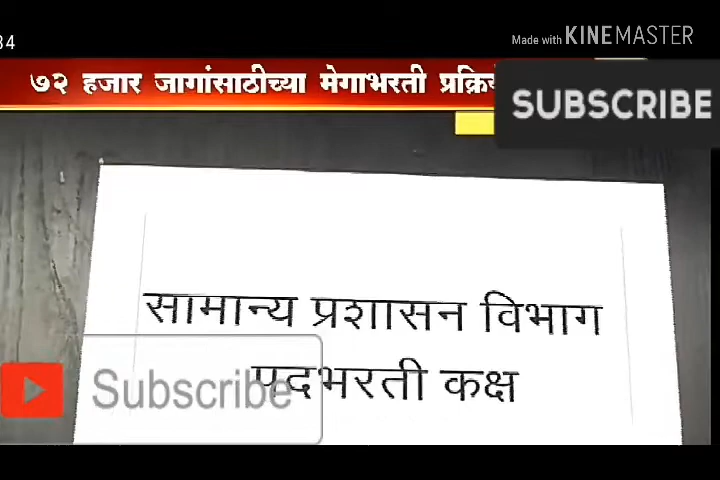 34
Made with KINEMASTER
७२ हजार जागांसाठीच्या मेगाभरती
SUBSCRIBE
सामान्य प्रशासन विभाग
पदभरती कक्ष
Subscribe